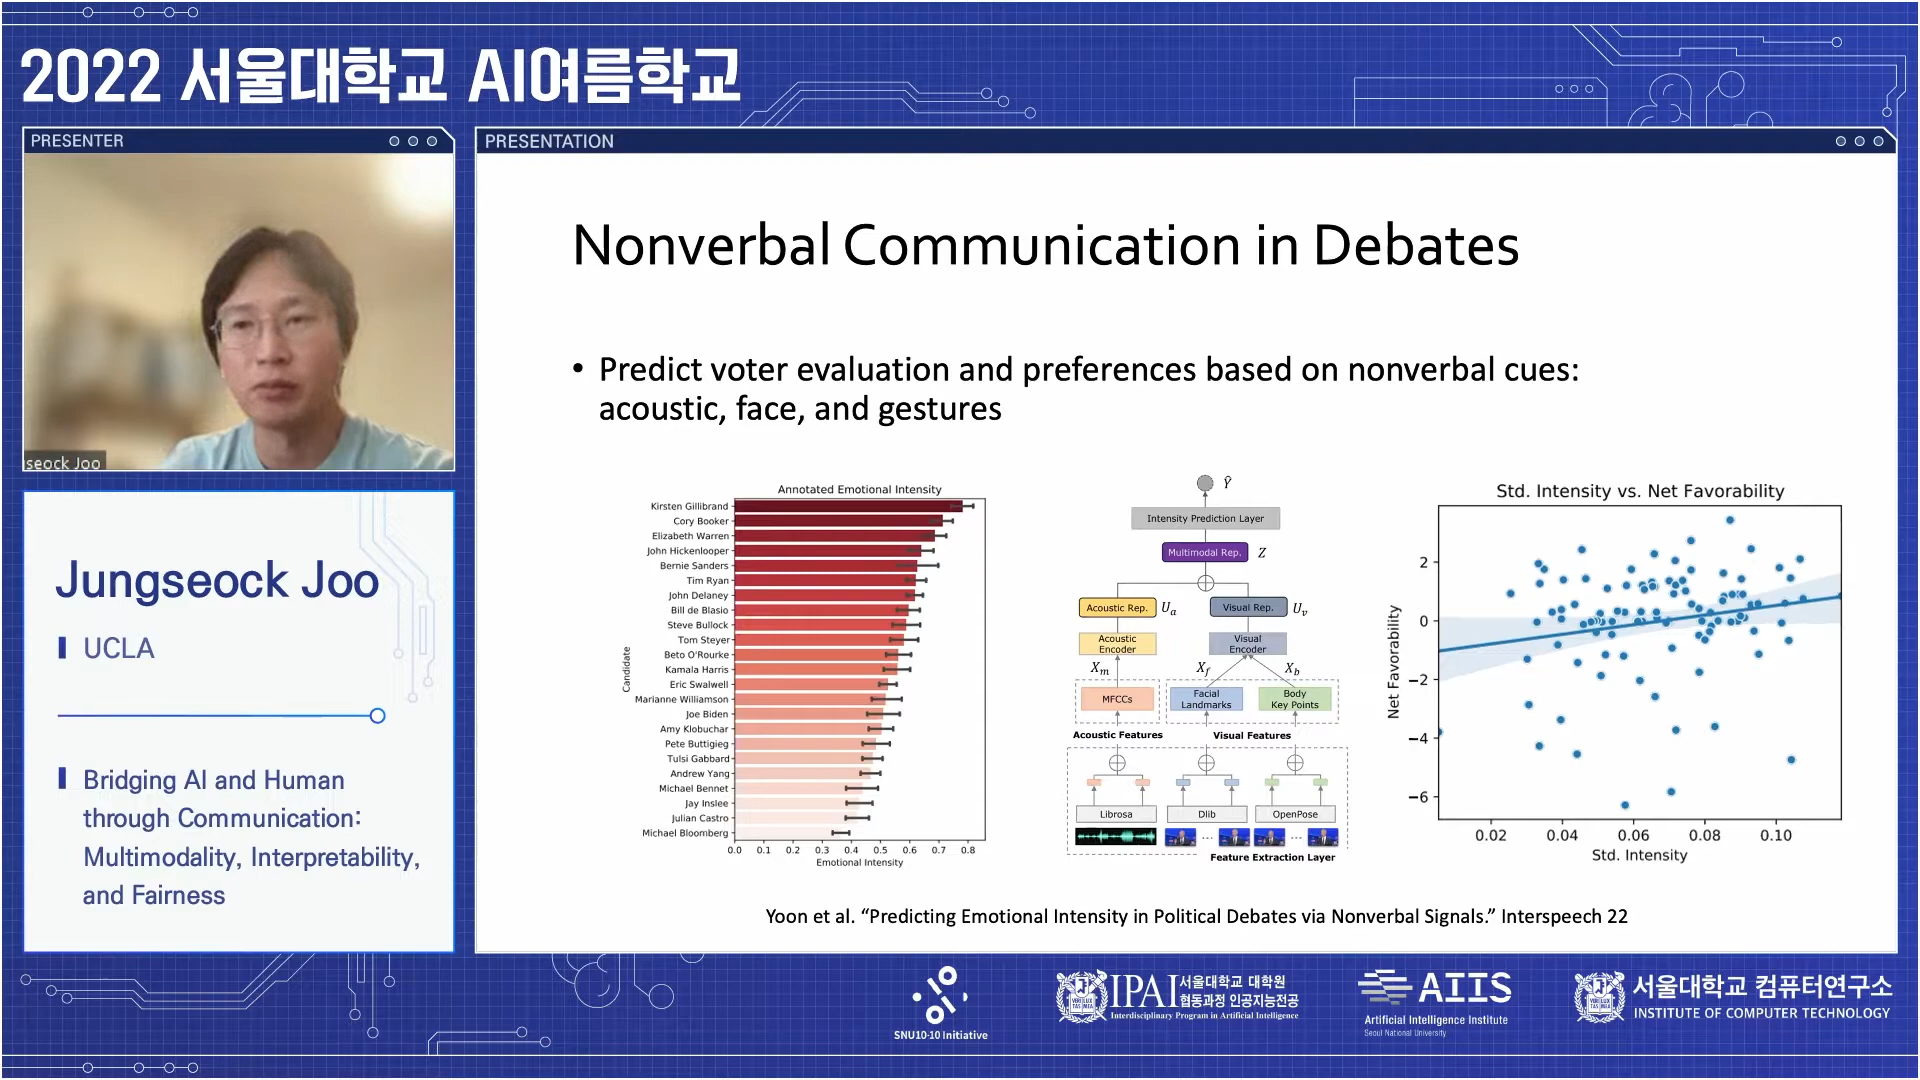 2022 서울대학교 AI여름학교
PRESENTER
seock Joo
Jungseock Joo
UCLA
Bridging AI and Human
through Communication:
Multimodality, Interpretability,
and Fairness
PRESENTATION
Nonverbal Communication in Debates
• Predict voter evaluation and preferences based on nonverbal cues:
acoustic, face, and gestures
Annotated Emotional Intensity
Candidate
Kirsten Gillibrand
Cory Booker
Elizabeth Warren
John Hickenlooper
Bernie Sanders
Tim Ryan
John Delaney
Bill de Blasio
Steve Bullock
Tom Steyer
Beto O'Rourke
Kamala Harris
Eric Swalwell
Marianne Williamson
Joe Biden
Amy Klobuchar
Pete Buttigieg
Tulsi Gabbard
Andrew Yang
Michael Bennet
Jay Inslee
Julian Castro
Michael Bloomberg
0.0 0.1 0.2 0.3 0.4 0.5 0.6 0.7 0.8
Emotional Intensity
Ŷ
Intensity Prediction Layer
Multimodal Rep. Z
Acoustic Rep. Ua Visual Rep. Uv
Acoustic
Encoder
Visual
Encoder
Xm Xf Xb
MFCCs
Facial
Landmarks
Body
Key Points
Acoustic Features Visual Features
Librosa Dlib OpenPose
Feature Extraction Layer
Std. Intensity vs. Net Favorability
Net Favorability
2
0
−2
−4
−6
0.02 0.04 0.06 0.08 0.10
Std. Intensity
Yoon et al. “Predicting Emotional Intensity in Political Debates via Nonverbal Signals.” Interspeech 22
SNU10·10 Initiative
IPAI 서울대학교 대학원
협동과정 인공지능전공
Interdisciplinary Program in Artificial Intelligence
AIIS
Artificial Intelligence Institute
Seoul National University
서울대학교 컴퓨터연구소
INSTITUTE OF COMPUTER TECHNOLOGY